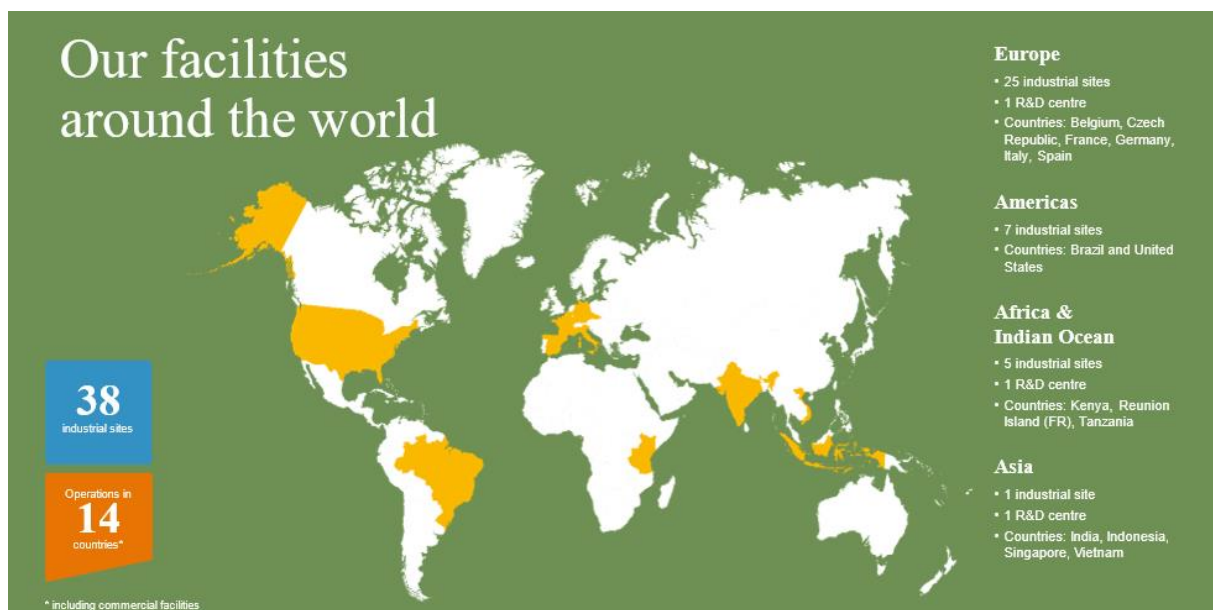 Our facilities
around the world
38
industrial sites
Operations in
14
countries*
* including commercial facilities
Europe
• 25 industrial sites
• 1 R&D centre
• Countries: Belgium, Czech
Republic, France, Germany,
Italy, Spain
Americas
• 7 industrial sites
• Countries: Brazil and United
States
Africa &
Indian Ocean
• 5 industrial sites
• 1 R&D centre
• Countries: Kenya, Reunion
Island (FR), Tanzania
Asia
• 1 industrial site
• 1 R&D centre
• Countries: India, Indonesia,
Singapore, Vietnam